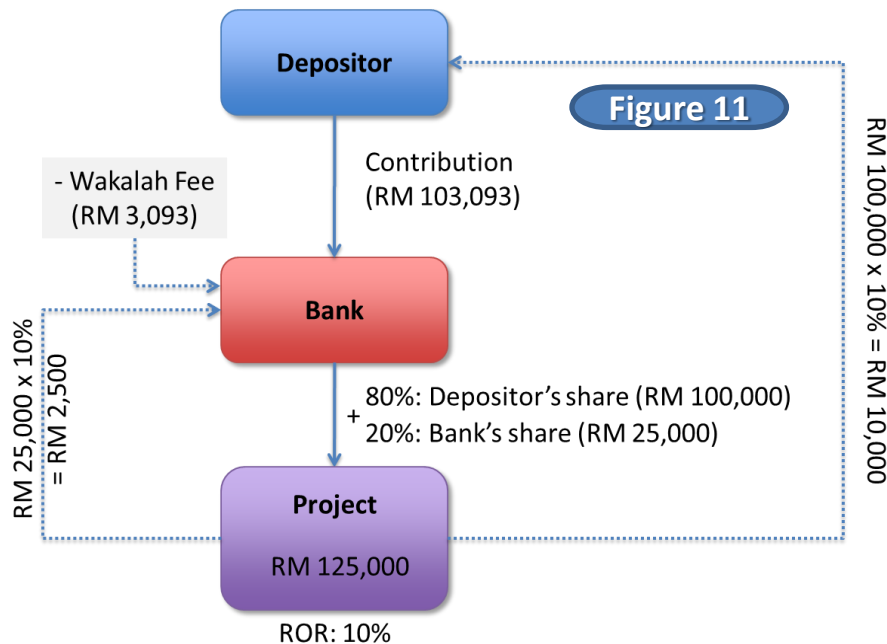 Depositor
Figure 11
Contribution
(RM 103,093)
- Wakalah Fee
(RM 3,093)
Bank
80%: Depositor's share (RM 100,000)
+
20%: Bank's share (RM 25,000)
Project
RM 125,000
ROR: 10%
RM 25,000 x 10%
= RM 2,500
RM 100,000 x 10% = RM 10,000